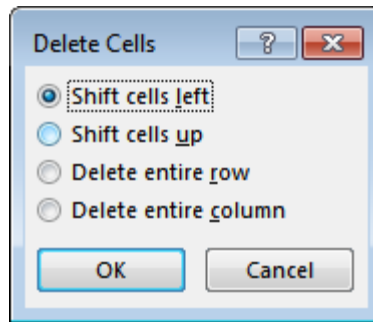 Delete Cells
Shift cells left
Shift cells up
Delete entire row
Delete entire column
OK Cancel